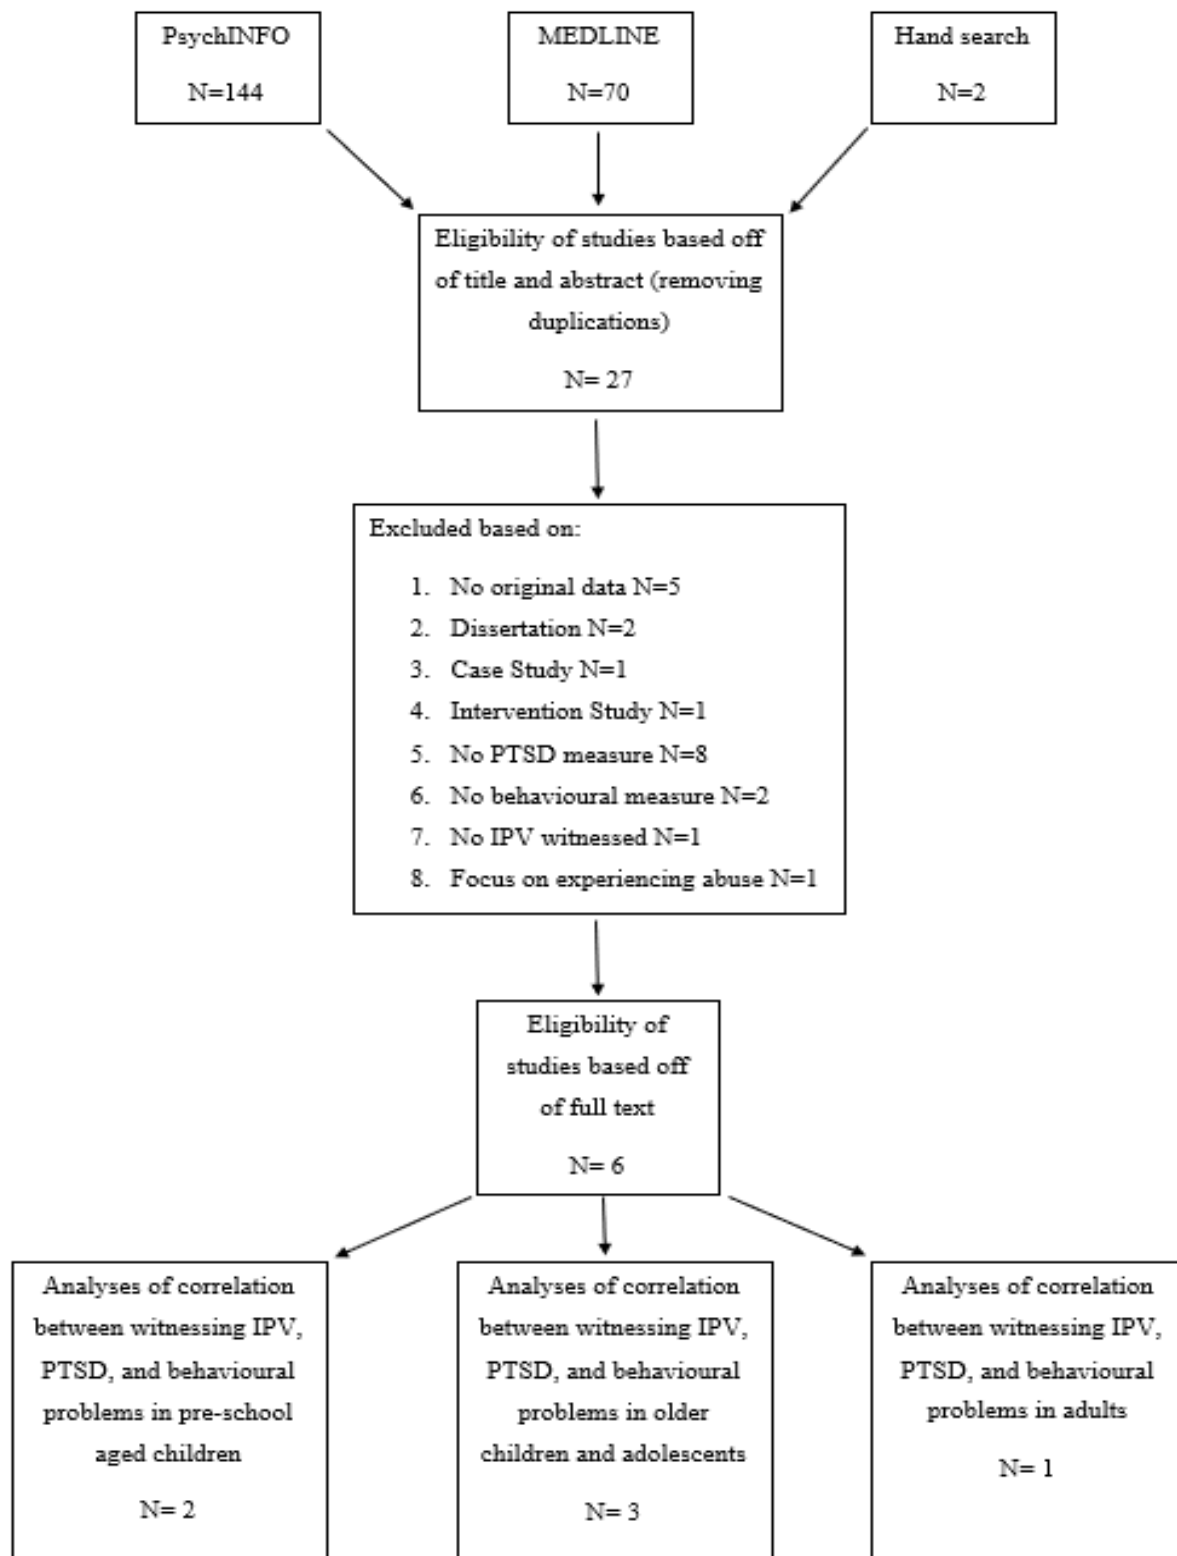 PsychINFO
N=144
MEDLINE
N=70
Hand search
N=2
Eligibility of studies based off
of title and abstract (removing
duplications)
N= 27
Excluded based on:
1. No original data N=5
2. Dissertation N=2
3. Case Study N=1
4. Intervention Study N=1
5. No PTSD measure N=8
6. No behavioural measure N=2
7. No IPV witnessed N=1
8. Focus on experiencing abuse N=1
Eligibility of
studies based off
of full text
N= 6
Analyses of correlation
between witnessing IPV,
PTSD, and behavioural
problems in pre-school
aged children
N= 2
Analyses of correlation
between witnessing IPV,
PTSD, and behavioural
problems in older
children and adolescents
N= 3
Analyses of correlation
between witnessing IPV,
PTSD, and behavioural
problems in adults
N= 1